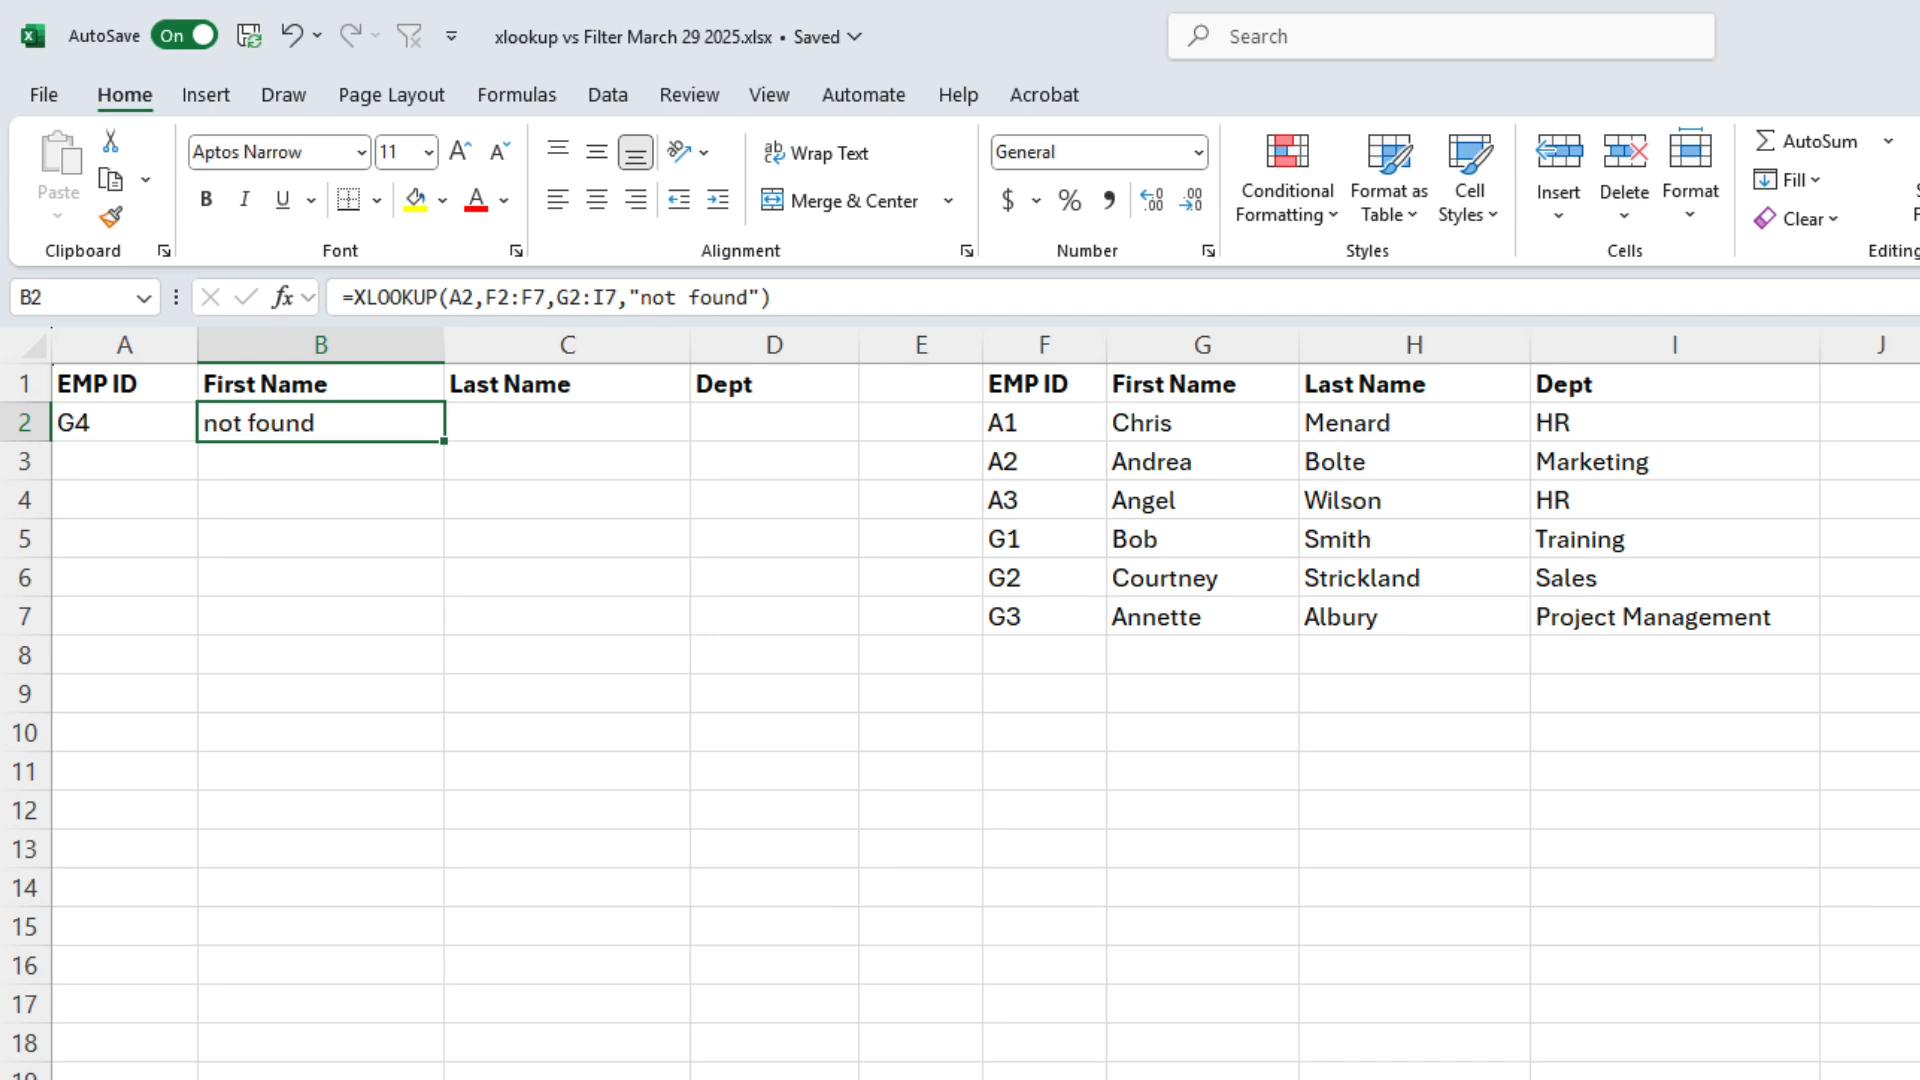 AutoSave On xlookup vs Filter March 29 2025.xlsx • Saved Search
File Home Insert Draw Page Layout Formulas Data Review View Automate Help Acrobat
Paste
Clipboard
Aptos Narrow 11
B I U
Font
Wrap Text
Merge & Center
Alignment
General
$ % ,
Number
Conditional Formatting
Format as Table
Cell Styles
Styles
Insert Delete Format
Cells
AutoSum
Fill
Clear
Editing
B2 fx =XLOOKUP(A2,F2:F7,G2:I7,"not found")
A B C D E F G H I J
1 EMP ID First Name Last Name Dept EMP ID First Name Last Name Dept
2 G4 not found A1 Chris Menard HR
3 A2 Andrea Bolte Marketing
4 A3 Angel Wilson HR
5 G1 Bob Smith Training
6 G2 Courtney Strickland Sales
7 G3 Annette Albury Project Management
8
9
10
11
12
13
14
15
16
17
18